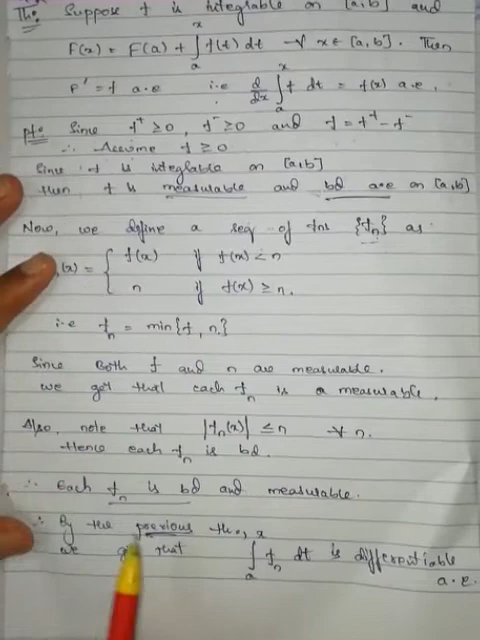 Th:- Suppose f is integrable on [a,b] and
F(x) = F(a) + ∫ₐˣ f(t) dt ∀ x ∈ [a,b]. Then
F' = f a.e i.e d/dx ∫ₐˣ f dt = f(x) a.e.
Pf:- Since f⁺ ≥ 0, f⁻ ≥ 0 and f = f⁺ - f⁻
∴ Assume f ≥ 0
Since f is integrable on [a,b]
then f is measurable and bd a.e on [a,b]
Now, we define a seq of fns {fₙ} as
(x) = { f(x) if f(x) < n
n if f(x) ≥ n.
i.e fₙ = min{f, n.}
Since both f and n are measurable.
we get that each fₙ is a measurable.
Also, note that |fₙ(x)| ≤ n ∀ n.
Hence each fₙ is bd.
∴ Each fₙ is bd and measurable.
∴ By the previous th.,
we that ∫ₐˣ fₙ dt is differentiable
a.e.